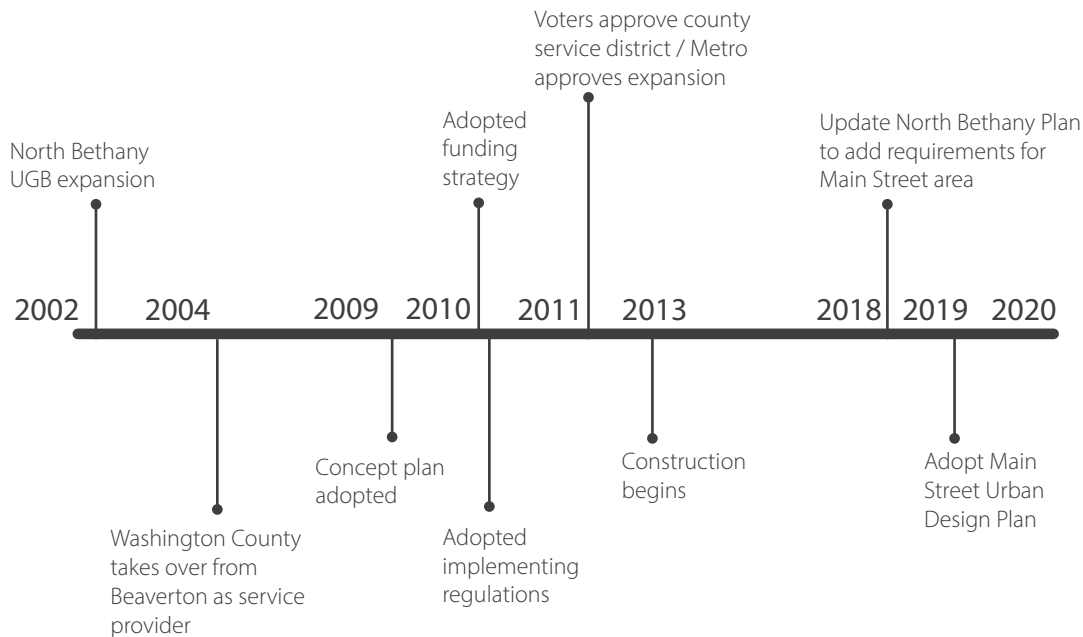 Voters approve county
service district / Metro
approves expansion
Adopted
funding
strategy
Update North Bethany Plan
to add requirements for
Main Street area
North Bethany
UGB expansion
2002 2004 2009 2010 2011 2013 2018 2019 2020
Concept plan
adopted
Construction
begins
Adopt Main
Street Urban
Design Plan
Washington County
takes over from
Beaverton as service
provider
Adopted
implementing
regulations